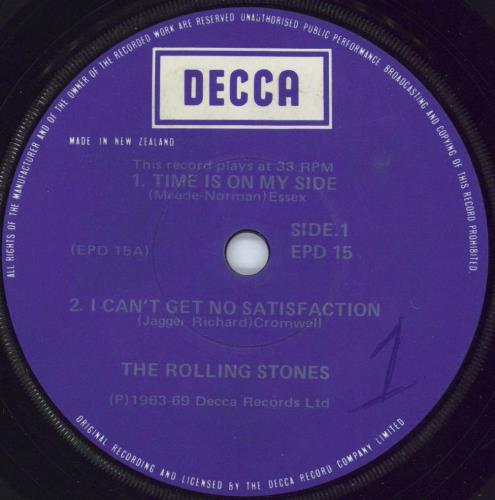 ALL RIGHTS OF THE MANUFACTURER AND OF THE OWNER OF THE RECORDED WORK ARE RESERVED UNAUTHORISED PUBLIC PERFORMANCE BROADCASTING AND COPYING OF THIS RECORD PROHIBITED.
DECCA
MADE IN NEW ZEALAND
This record plays at 33 RPM
1. TIME IS ON MY SIDE
(Meade-Norman)Essex
SIDE.1
(EPD 15A) EPD 15
2. I CAN'T GET NO SATISFACTION
(Jagger Richard)Cromwell
1
THE ROLLING STONES
(P)1963-69 Decca Records Ltd
ORIGINAL RECORDING AND LICENSED BY THE DECCA RECORD COMPANY LIMITED.